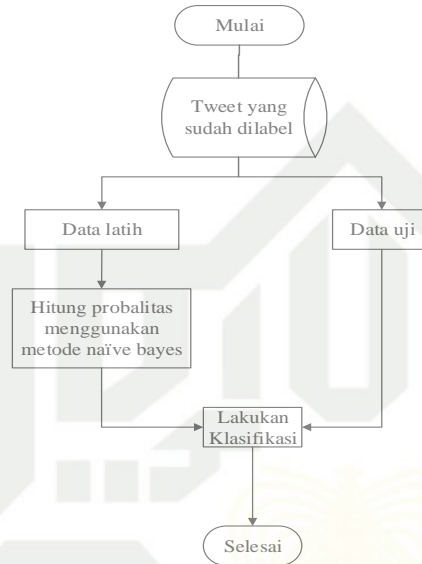 Mulai
Tweet yang
sudah dilabel
Data latih
Data uji
Hitung probalitas
menggunakan
metode naïve bayes
Lakukan
Klasifikasi
Selesai